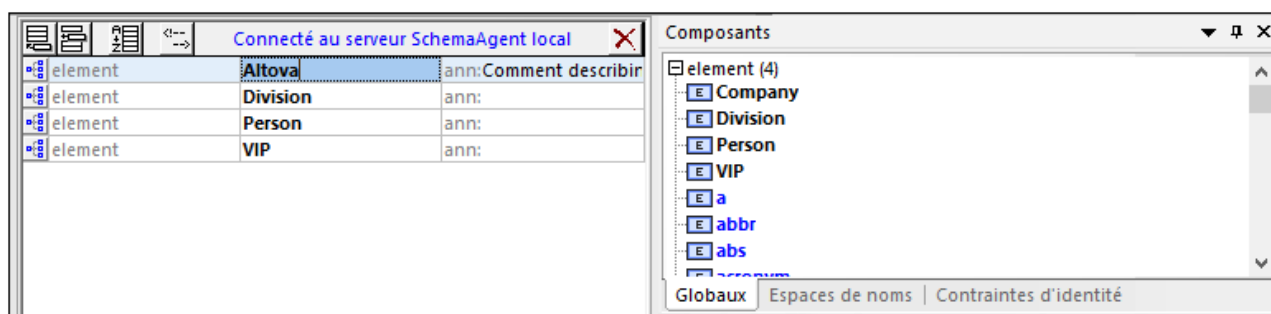 Connecté au serveur SchemaAgent local
element Altova ann:Comment describir
element Division ann:
element Person ann:
element VIP ann:
Composants
element (4)
E Company
E Division
E Person
E VIP
E a
E abbr
E abs
E acronym
Globaux Espaces de noms Contraintes d'identité